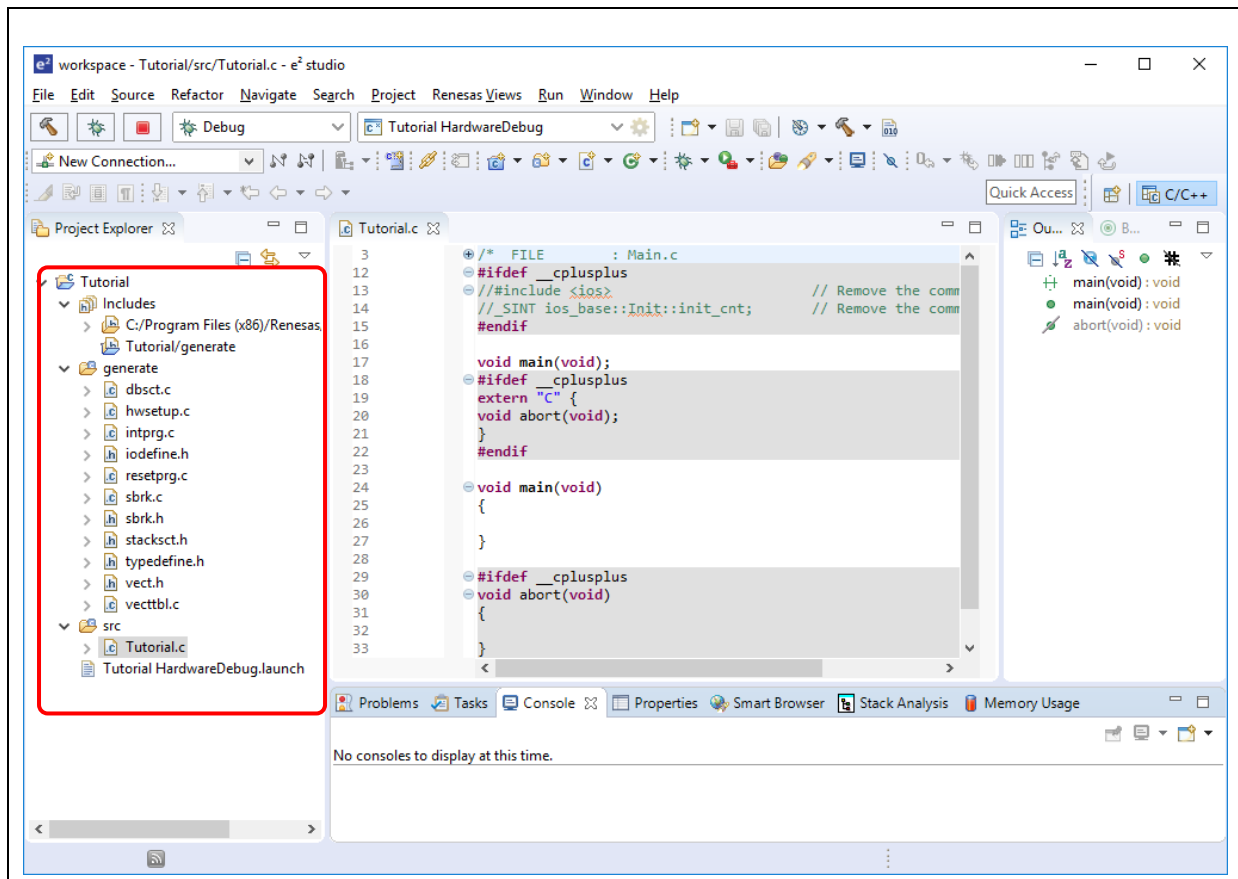 workspace - Tutorial/src/Tutorial.c - e² studio
File Edit Source Refactor Navigate Search Project Renesas Views Run Window Help
Debug
Tutorial HardwareDebug
New Connection...
Quick Access
C/C++
Project Explorer
Tutorial
Includes
C:/Program Files (x86)/Renesas
Tutorial/generate
generate
dbsct.c
hwsetup.c
intprg.c
iodefine.h
resetprg.c
sbrk.c
sbrk.h
stacksct.h
typedefine.h
vect.h
vecttbl.c
src
Tutorial.c
Tutorial HardwareDebug.launch
Tutorial.c
3 /* FILE : Main.c
12 #ifdef __cplusplus
13 //#include <ios> // Remove the comm
14 //_SINT ios_base::Init::init_cnt; // Remove the comm
15 #endif
16
17 void main(void);
18 #ifdef __cplusplus
19 extern "C" {
20 void abort(void);
21 }
22 #endif
23
24 void main(void)
25 {
26
27 }
28
29 #ifdef __cplusplus
30 void abort(void)
31 {
32
33 }
Ou... B...
main(void) : void
main(void) : void
abort(void) : void
Problems Tasks Console Properties Smart Browser Stack Analysis Memory Usage
No consoles to display at this time.